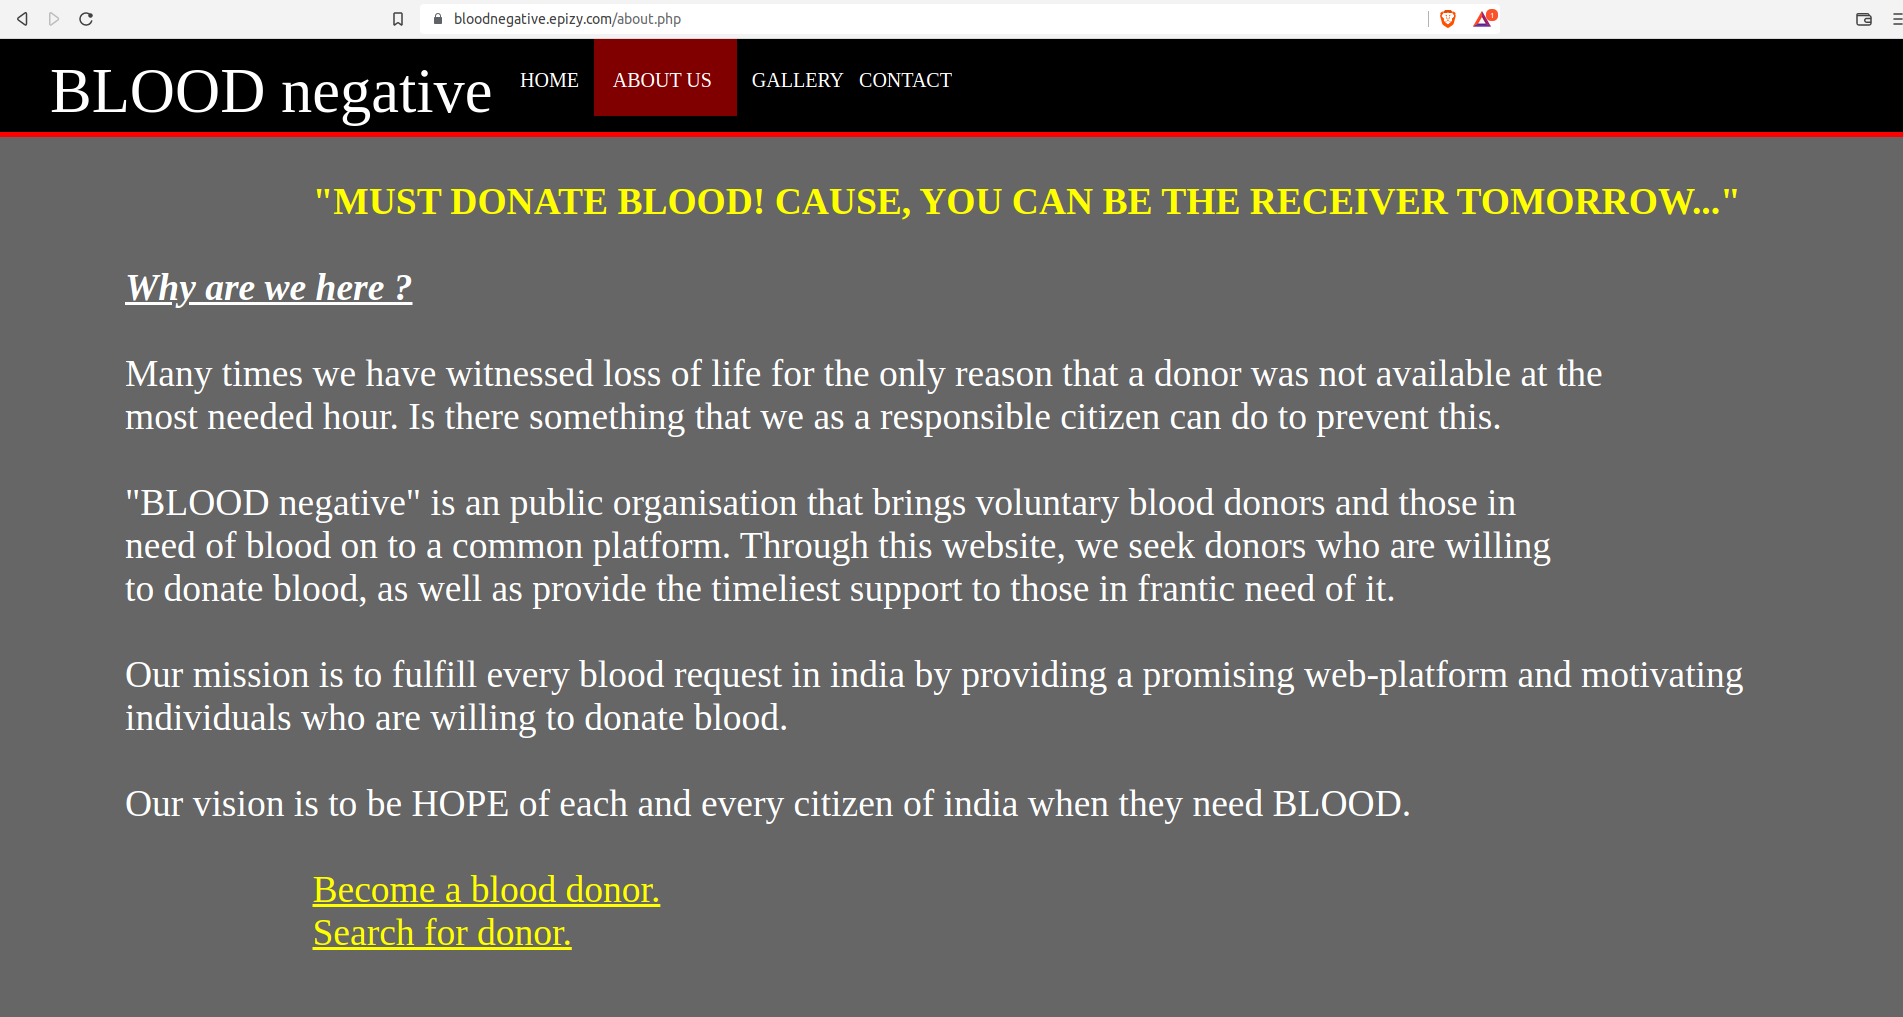 bloodnegative.epizy.com/about.php
1
BLOOD negative
HOME
ABOUT US
GALLERY
CONTACT
"MUST DONATE BLOOD! CAUSE, YOU CAN BE THE RECEIVER TOMORROW..."
Why are we here ?
Many times we have witnessed loss of life for the only reason that a donor was not available at the
most needed hour. Is there something that we as a responsible citizen can do to prevent this.
"BLOOD negative" is an public organisation that brings voluntary blood donors and those in
need of blood on to a common platform. Through this website, we seek donors who are willing
to donate blood, as well as provide the timeliest support to those in frantic need of it.
Our mission is to fulfill every blood request in india by providing a promising web-platform and motivating
individuals who are willing to donate blood.
Our vision is to be HOPE of each and every citizen of india when they need BLOOD.
Become a blood donor.
Search for donor.